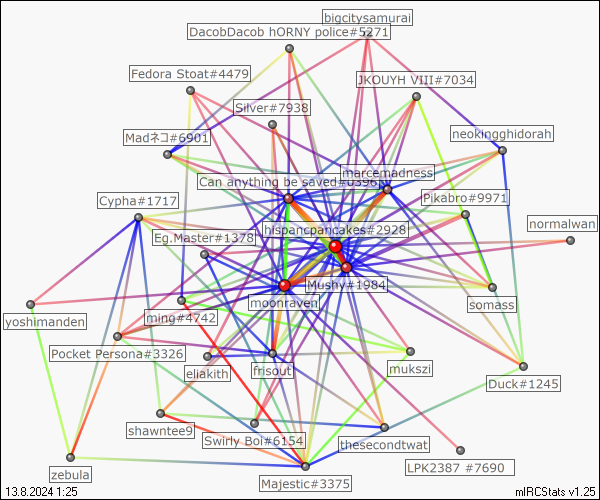 bigcitysamurai
DacobDacob hORNY police#5271
Fedora Stoat#4479
JKOUYH VIII#7034
Silver#7938
Madネコ#6901
neokingghidorah
marcemadness
Can anything be saved#0396
Cypha#1717
Pikabro#9971
normalwan
hispancpancakes#2928
Eg.Master#1378
Mushy#1984
moonraven
somass
yoshimanden
ming#4742
Pocket Persona#3326
eliakith
frisout
mukszi
Duck#1245
shawntee9
Swirly Boi#6154
thesecondtwat
zebula
LPK2387 #7690
Majestic#3375
13.8.2024 1:25
mIRCStats v1.25